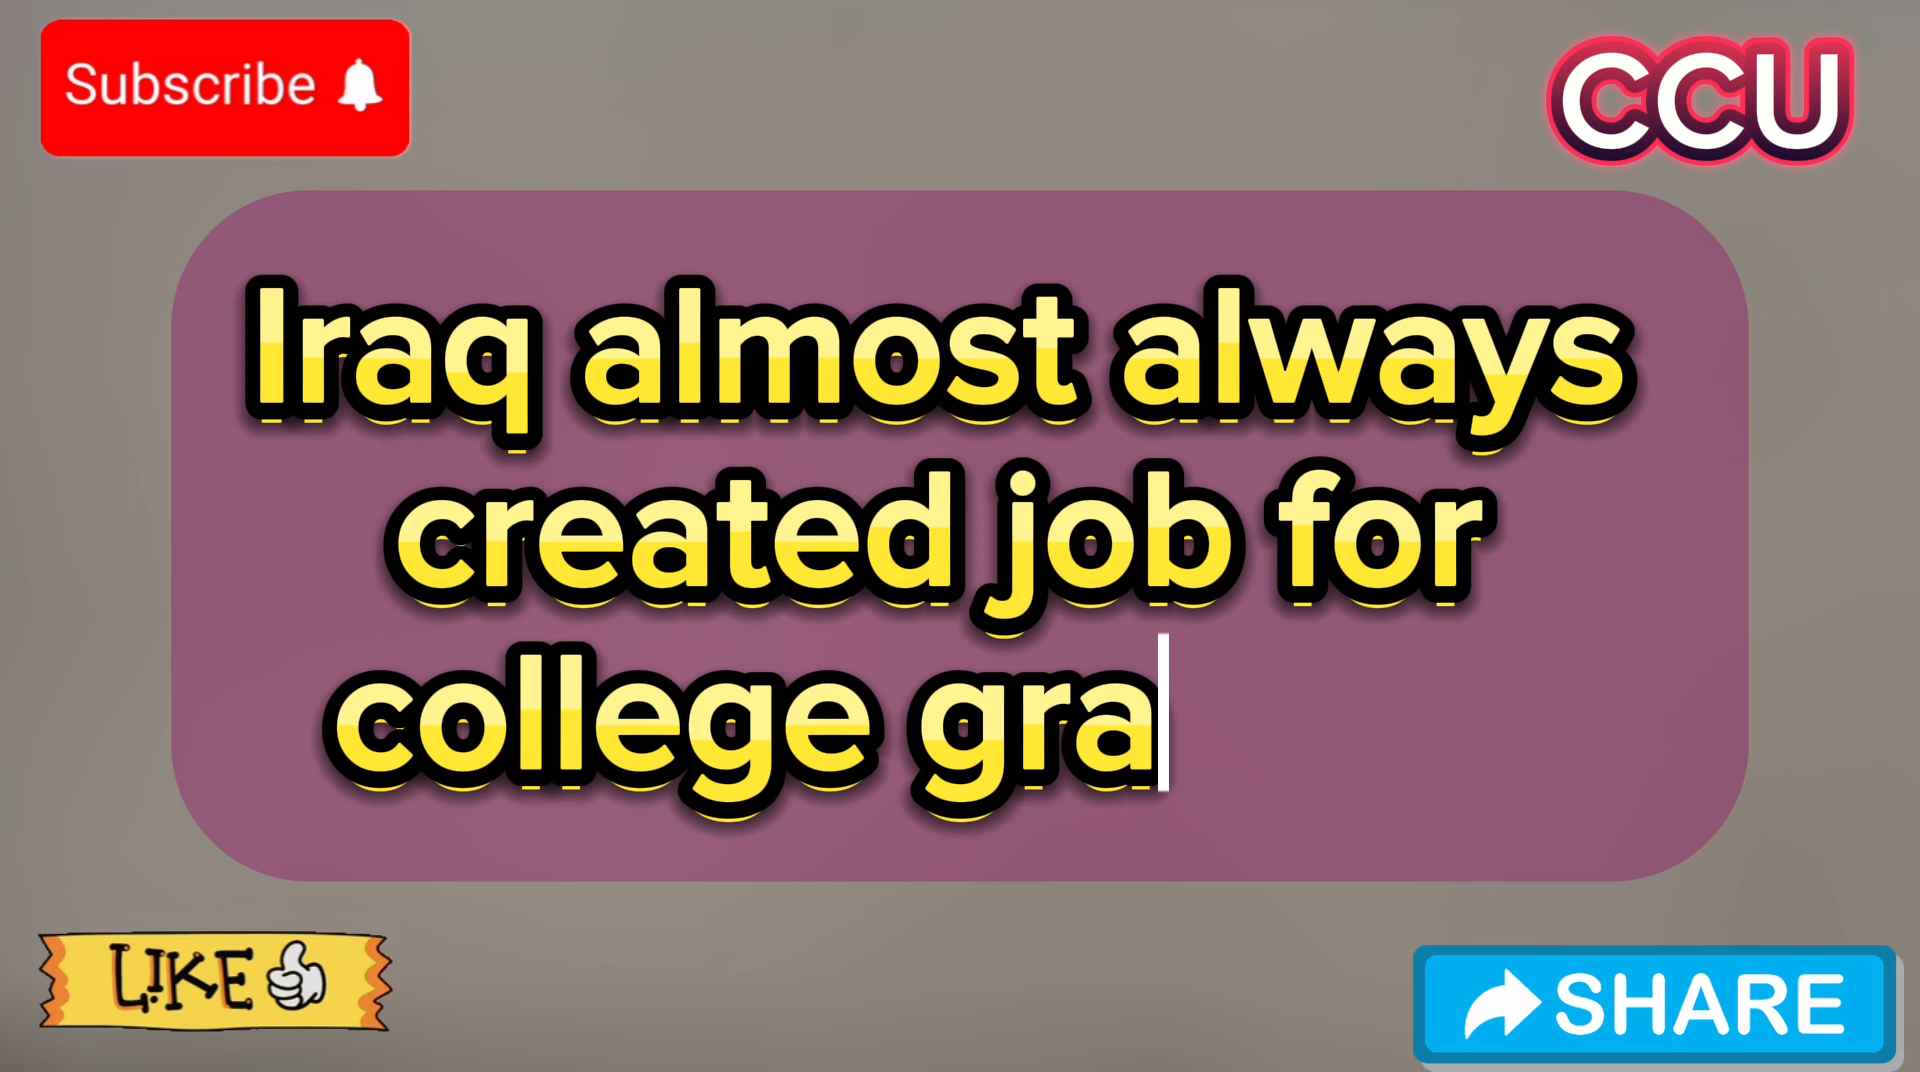 Subscribe
CCU
Iraq almost always
created job for
college gra
LIKE
SHARE